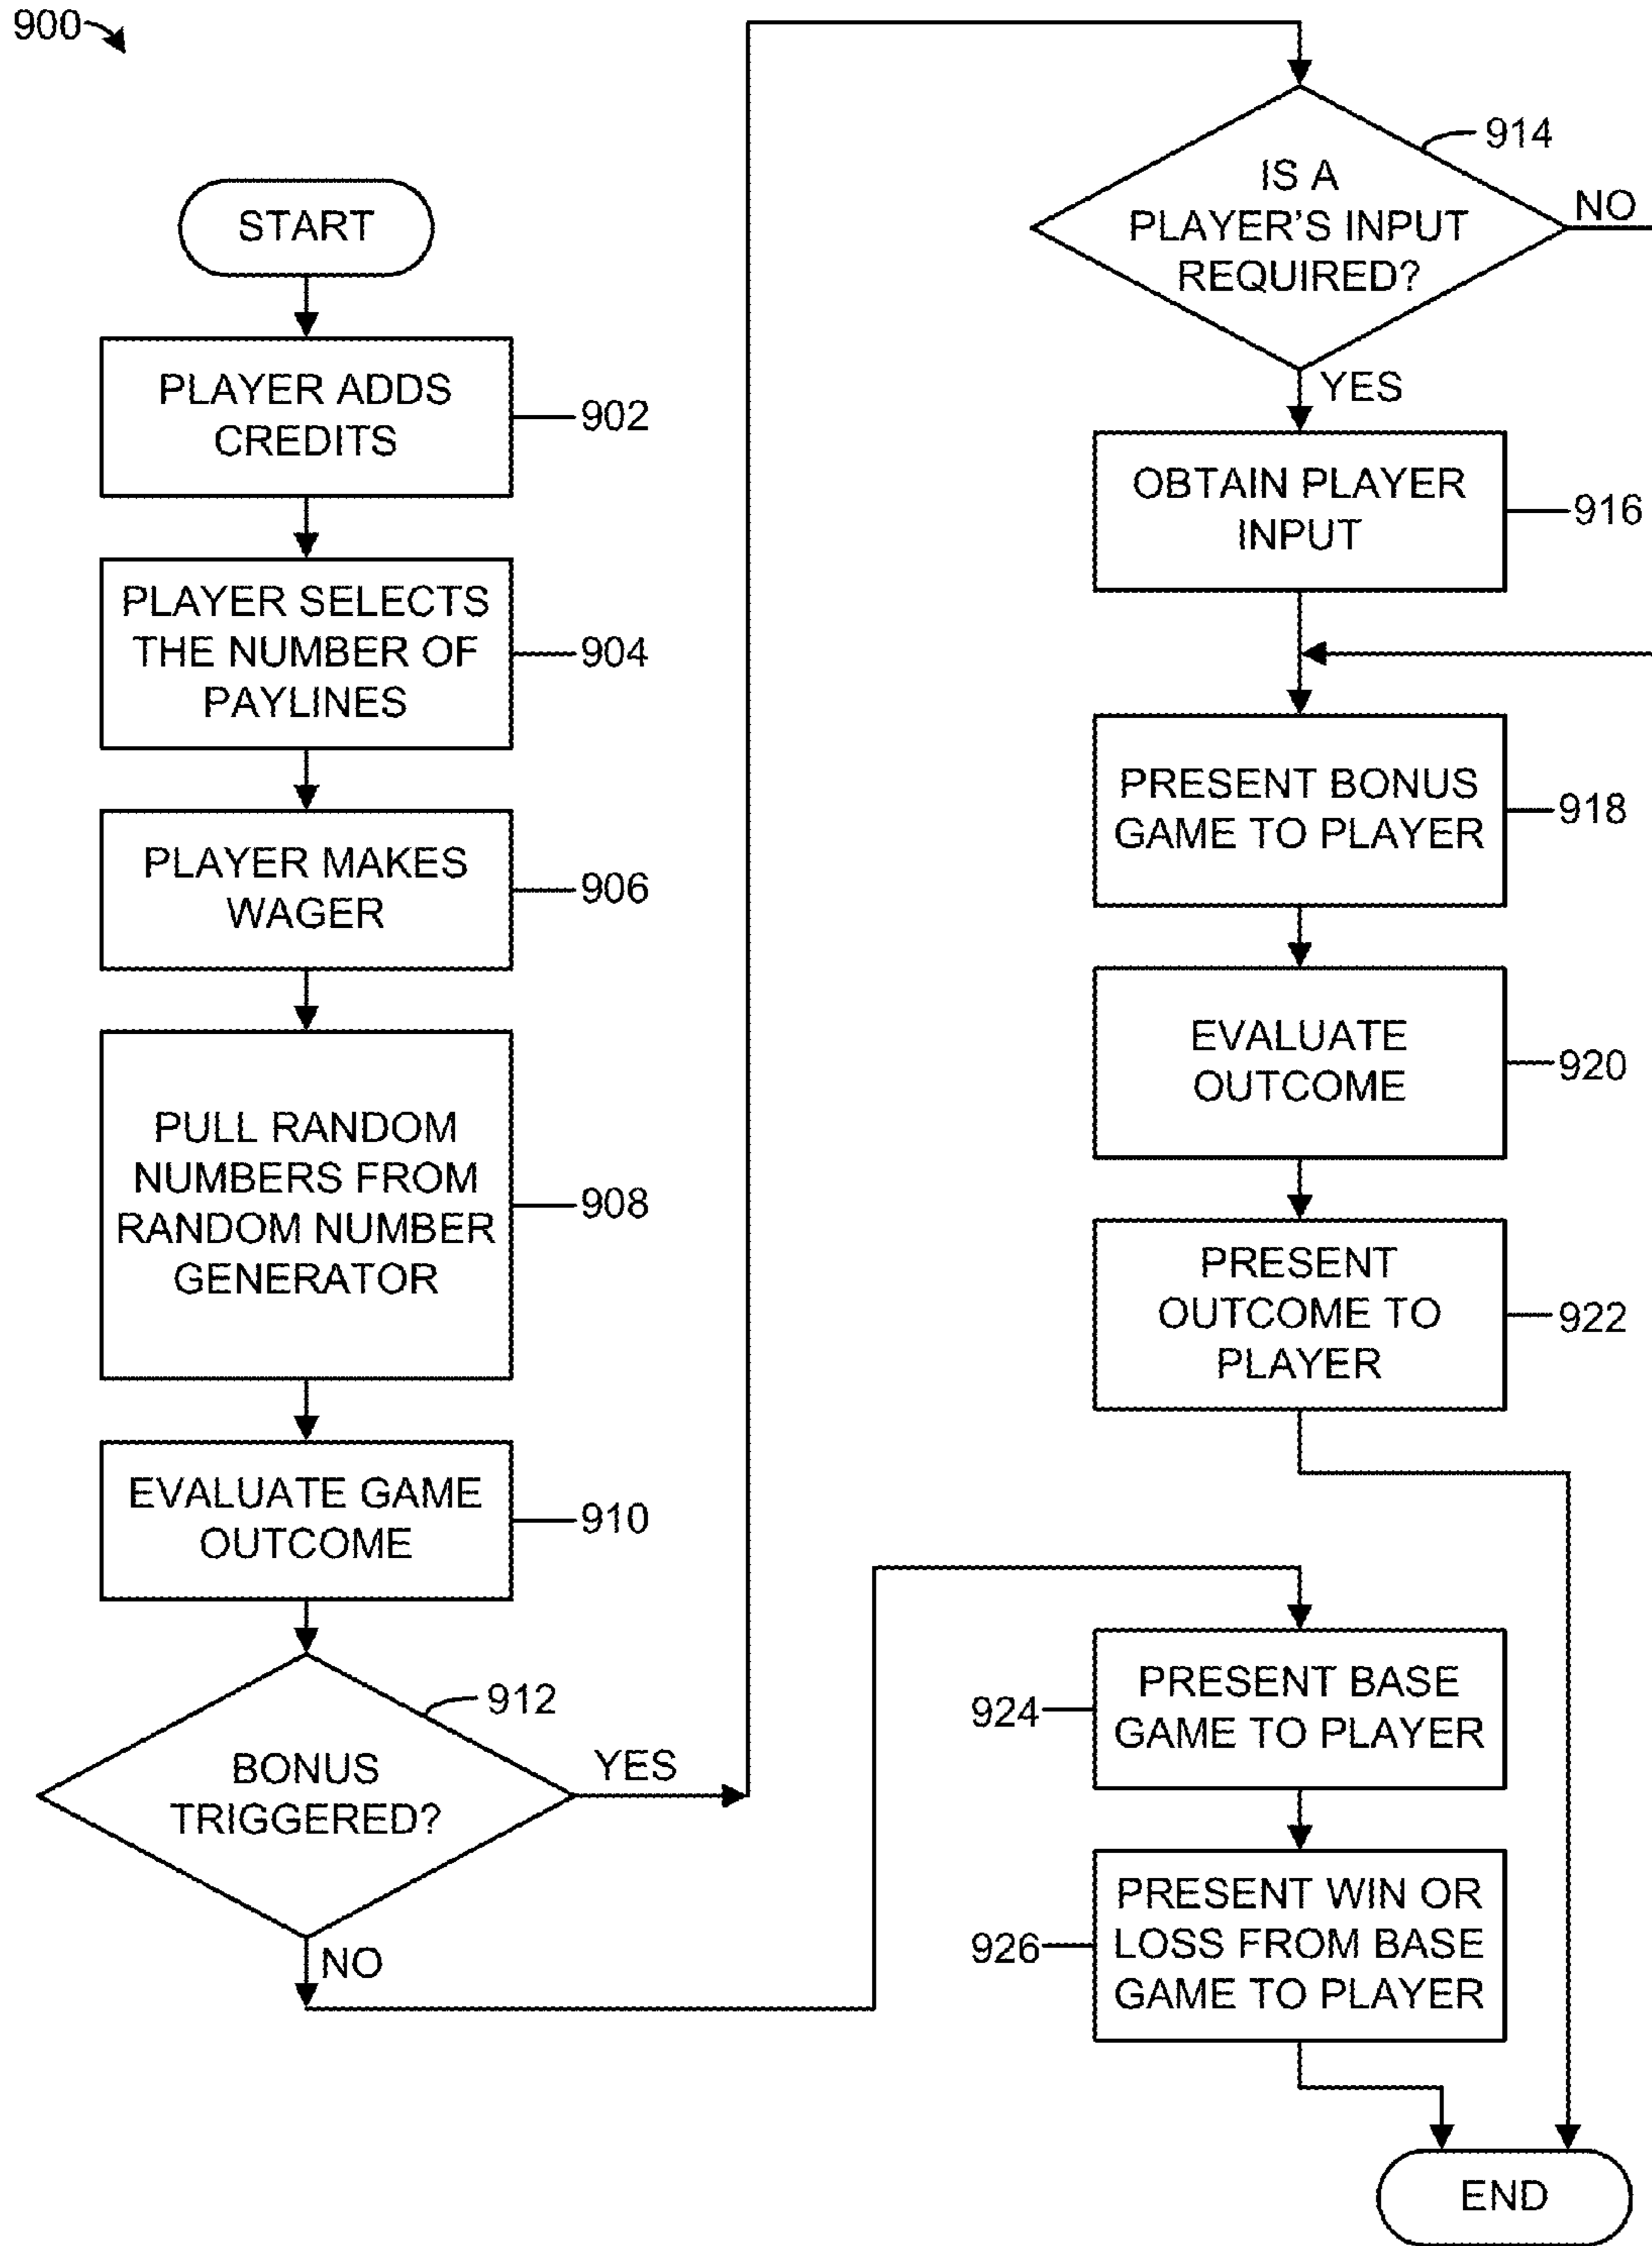 900
START
PLAYER ADDS
CREDITS
902
PLAYER SELECTS
THE NUMBER OF
PAYLINES
904
PLAYER MAKES
WAGER
906
PULL RANDOM
NUMBERS FROM
RANDOM NUMBER
GENERATOR
908
EVALUATE GAME
OUTCOME
910
912
BONUS
TRIGGERED?
YES
NO
914
IS A
PLAYER'S INPUT
REQUIRED?
NO
YES
OBTAIN PLAYER
INPUT
916
PRESENT BONUS
GAME TO PLAYER
918
EVALUATE
OUTCOME
920
PRESENT
OUTCOME TO
PLAYER
922
PRESENT BASE
GAME TO PLAYER
924
PRESENT WIN OR
LOSS FROM BASE
GAME TO PLAYER
926
END